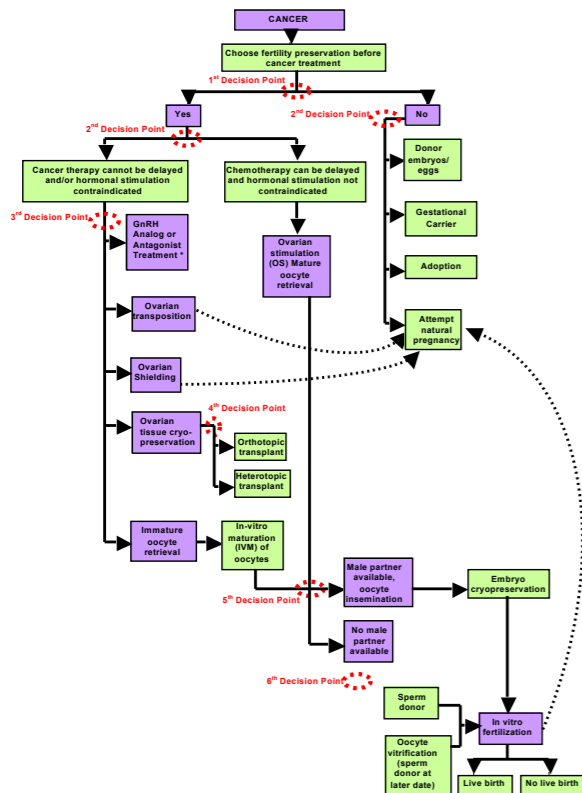 CANCER
Choose fertility preservation before
cancer treatment
1st Decision Point
Yes
2nd Decision Point
No
2nd Decision Point
Cancer therapy cannot be delayed
and/or hormonal stimulation
contraindicated
Chemotherapy can be delayed
and hormonal stimulation not
contraindicated
Donor
embryos/
eggs
3rd Decision Point
GnRH
Analog or
Antagonist
Treatment *
Gestational
Carrier
Ovarian
stimulation
(OS) Mature
oocyte
retrieval
Adoption
Ovarian
transposition
Attempt
natural
pregnancy
Ovarian
Shielding
Ovarian
tissue cryo-
preservation
4th Decision Point
Orthotopic
transplant
Heterotopic
transplant
Immature
oocyte
retrieval
In-vitro
maturation
(IVM) of
oocytes
5th Decision Point
Male partner
available,
oocyte
insemination
Embryo
cryopreservation
No male
partner
available
6th Decision Point
Sperm
donor
Oocyte
vitrification
(sperm
donor at
later date)
In vitro
fertilization
Live birth
No live birth